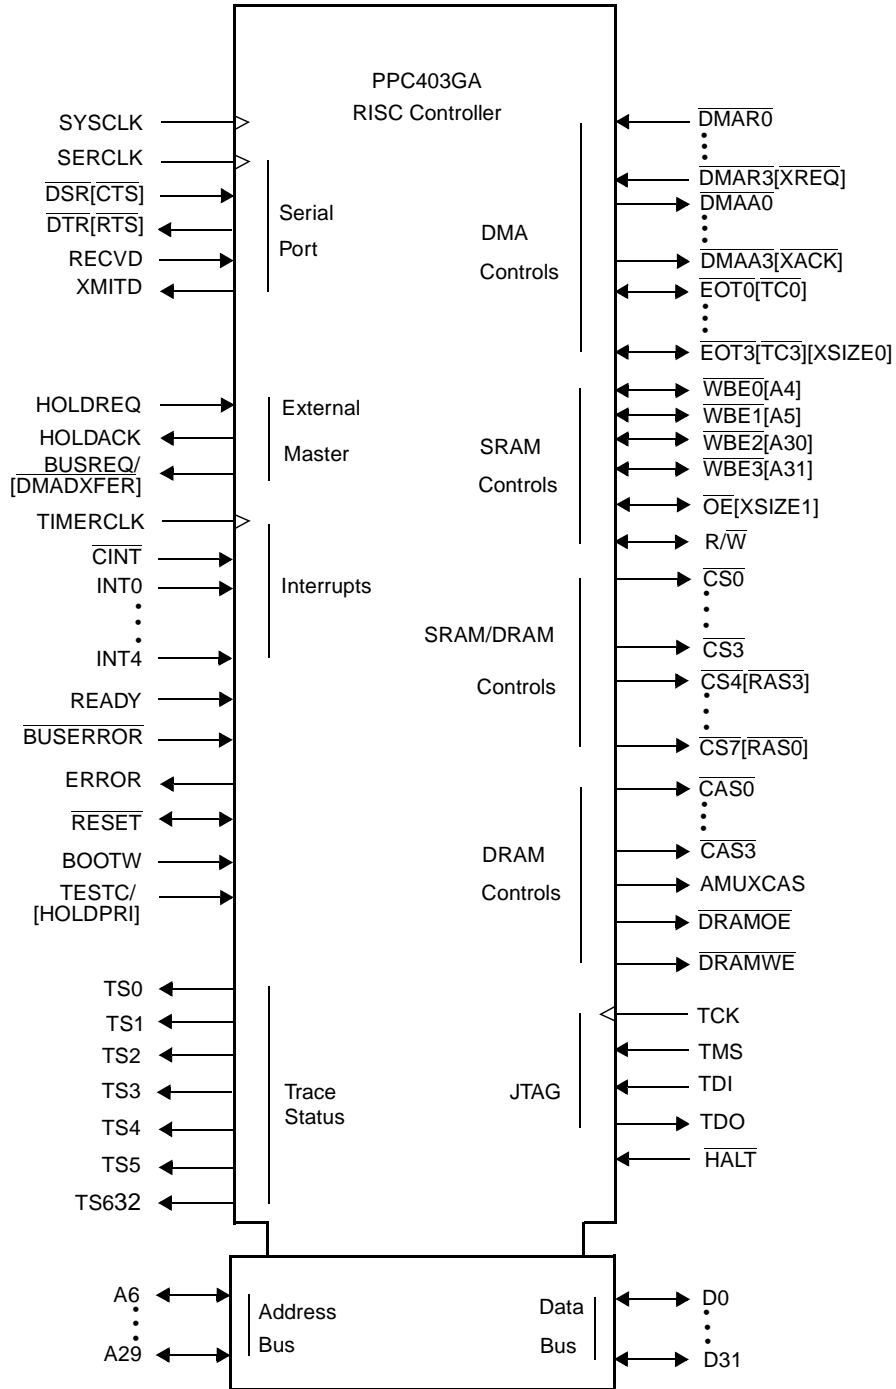 PPC403GA
RISC Controller
SYSCLK
SERCLK
DSR[CTS]
DTR[RTS]
RECVD
XMITD
Serial
Port
HOLDREQ
HOLDACK
BUSREQ/
[DMADXFER]
External
Master
TIMERCLK
CINT
INT0
INT4
Interrupts
READY
BUSERROR
ERROR
RESET
BOOTW
TESTC/
[HOLDPRI]
TS0
TS1
TS2
TS3
TS4
TS5
TS632
Trace
Status
DMA
Controls
DMAR0
DMAR3[XREQ]
DMAA0
DMAA3[XACK]
EOT0[TC0]
EOT3[TC3][XSIZE0]
SRAM
Controls
WBE0[A4]
WBE1[A5]
WBE2[A30]
WBE3[A31]
OE[XSIZE1]
R/W
SRAM/DRAM
Controls
CS0
CS3
CS4[RAS3]
CS7[RAS0]
DRAM
Controls
CAS0
CAS3
AMUXCAS
DRAMOE
DRAMWE
JTAG
TCK
TMS
TDI
TDO
HALT
A6
A29
Address
Bus
Data
Bus
D0
D31